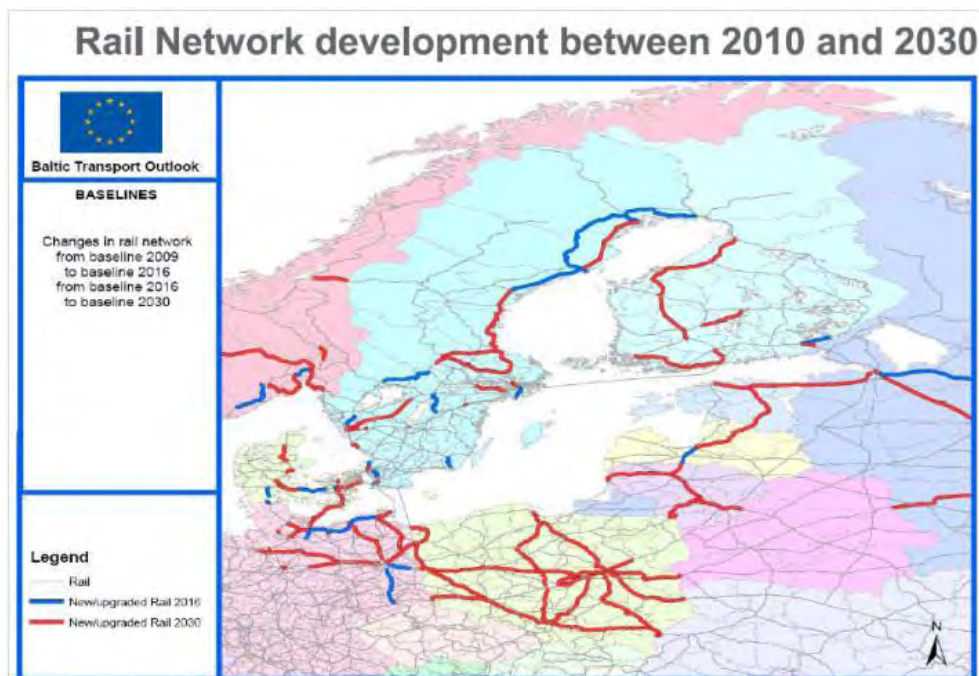 Rail Network development between 2010 and 2030
Baltic Transport Outlook
BASELINES
Changes in rail network
from baseline 2009
to baseline 2016
from baseline 2016
to baseline 2030
Legend
Rail
New/upgraded Rail 2016
New/upgraded Rail 2030
N